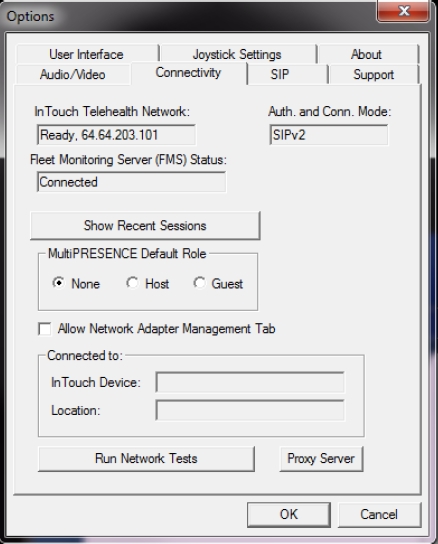 Options
User Interface
Joystick Settings
About
Audio/Video
Connectivity
SIP
Support
InTouch Telehealth Network:
Auth. and Conn. Mode:
Ready, 64.64.203.101
SIPv2
Fleet Monitoring Server (FMS) Status:
Connected
Show Recent Sessions
MultiPRESENCE Default Role
None
Host
Guest
Allow Network Adapter Management Tab
Connected to:
InTouch Device:
Location:
Run Network Tests
Proxy Server
OK
Cancel